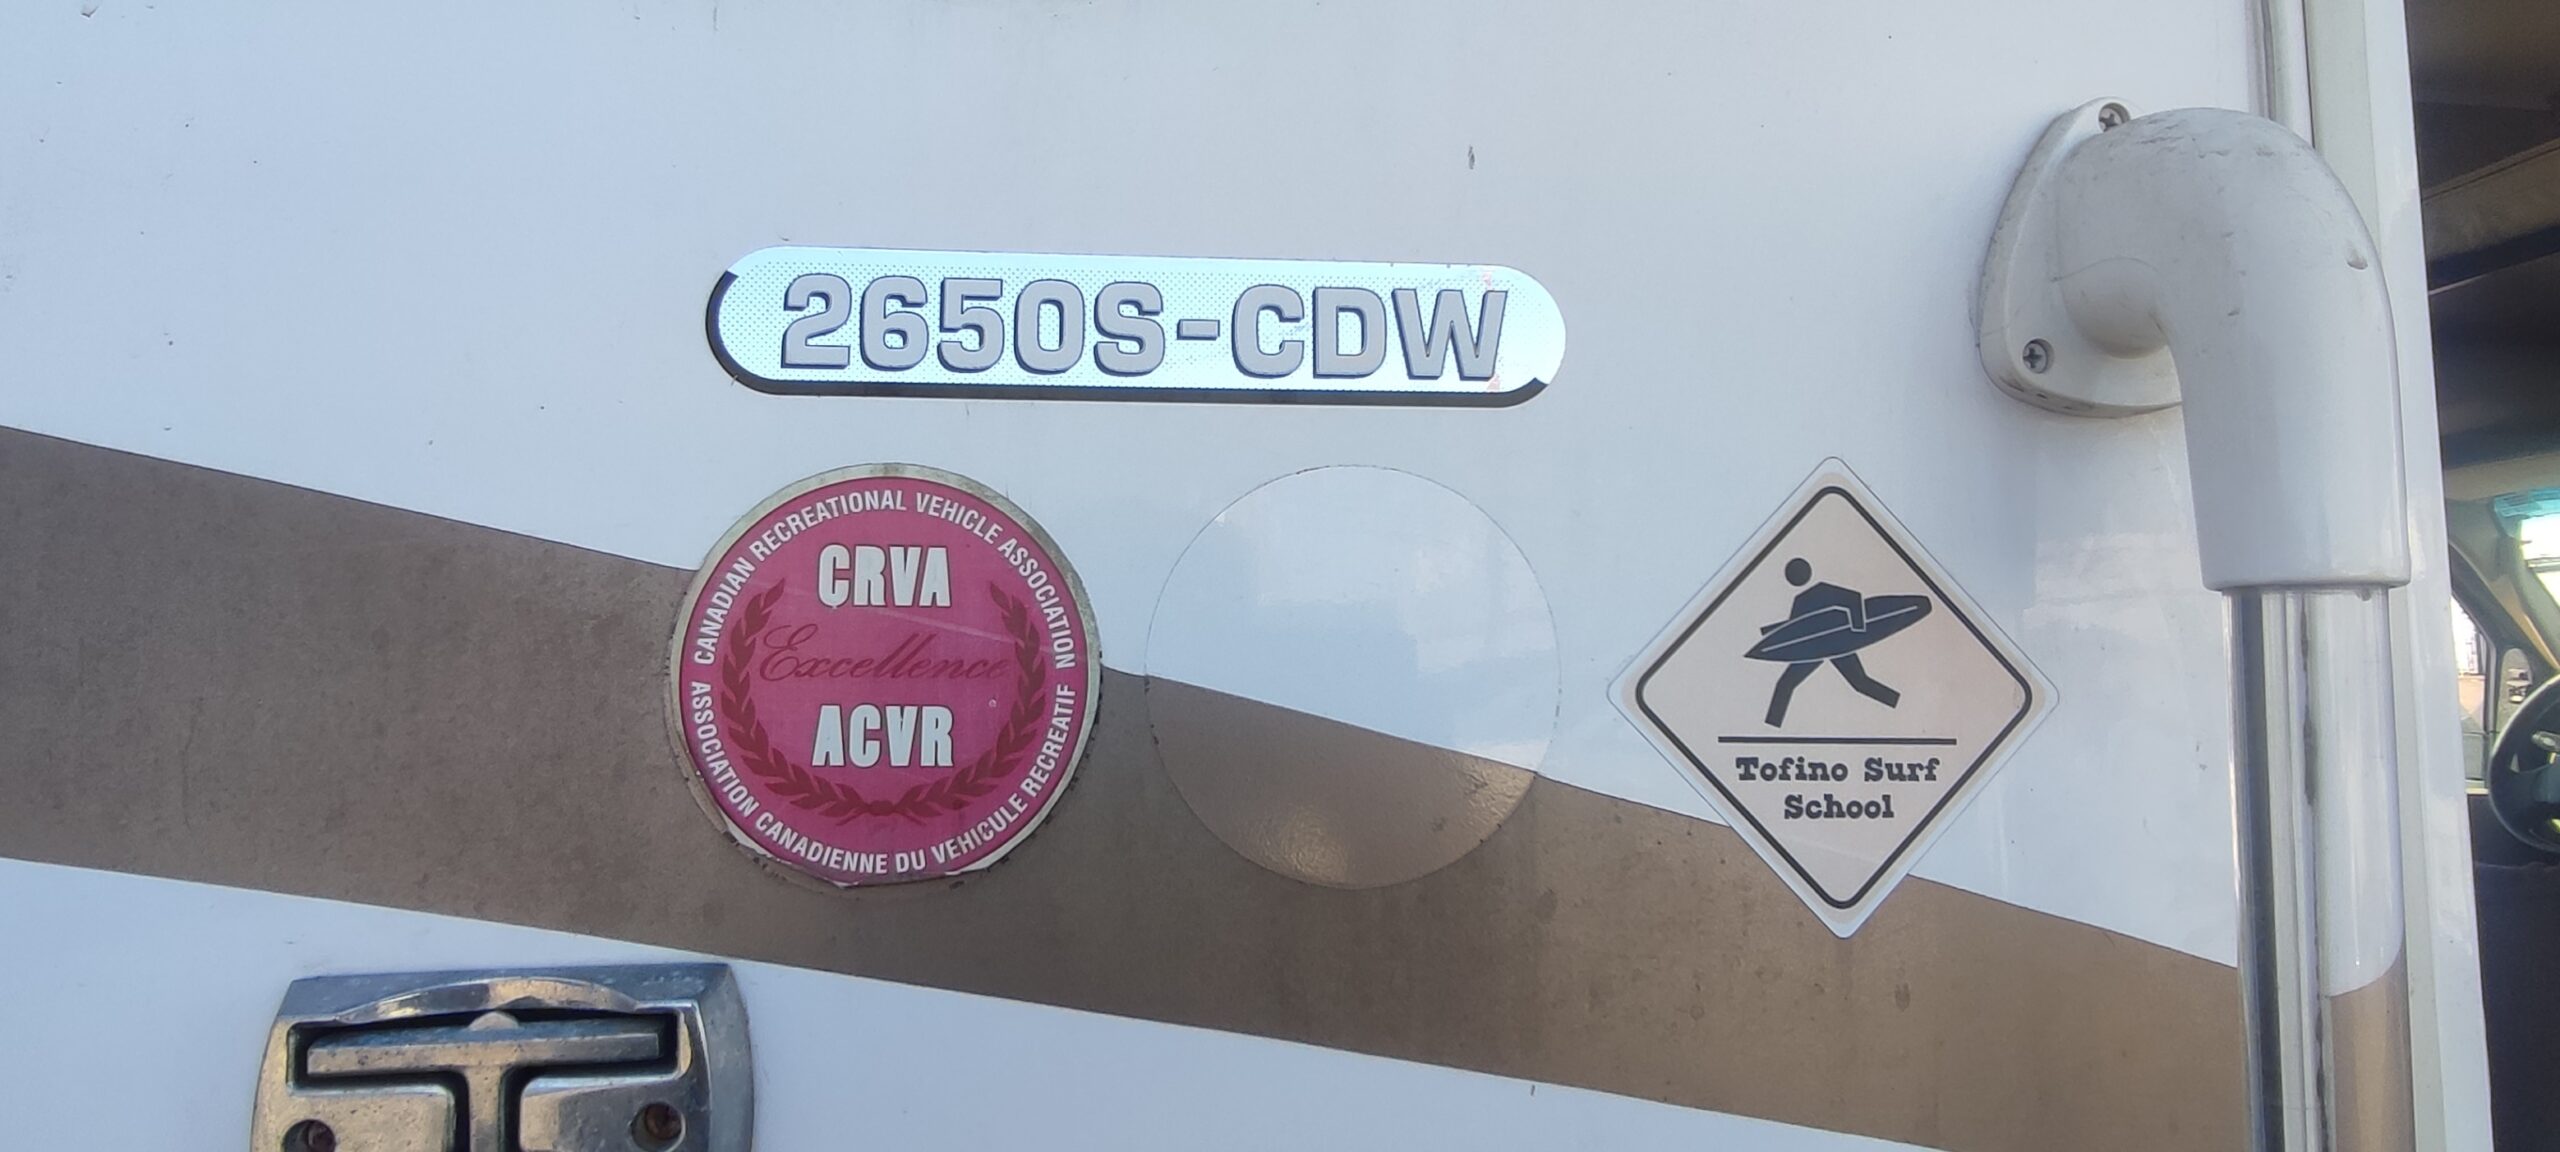 2650S-CDW
CANADIAN RECREATIONAL VEHICLE ASSOCIATION
CRVA
Excellence
ACVR
ASSOCIATION CANADIENNE DU VEHICULE RECREATIF
Tofino Surf
School